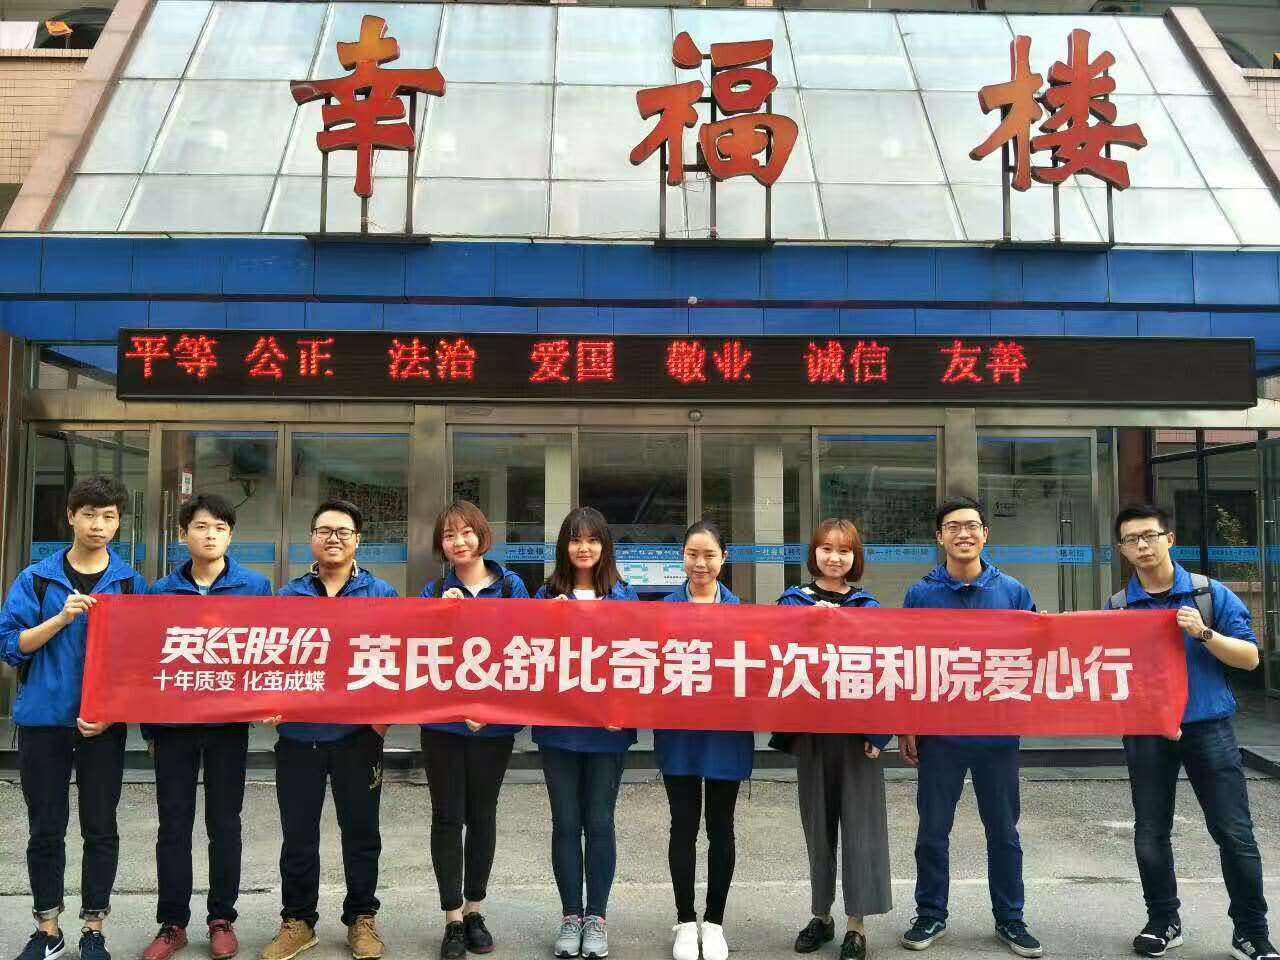 幸福楼
平等 公正 法治 爱国 敬业 诚信 友善
英氏股份
十年质变 化茧成蝶
英氏&舒比奇第十次福利院爱心行